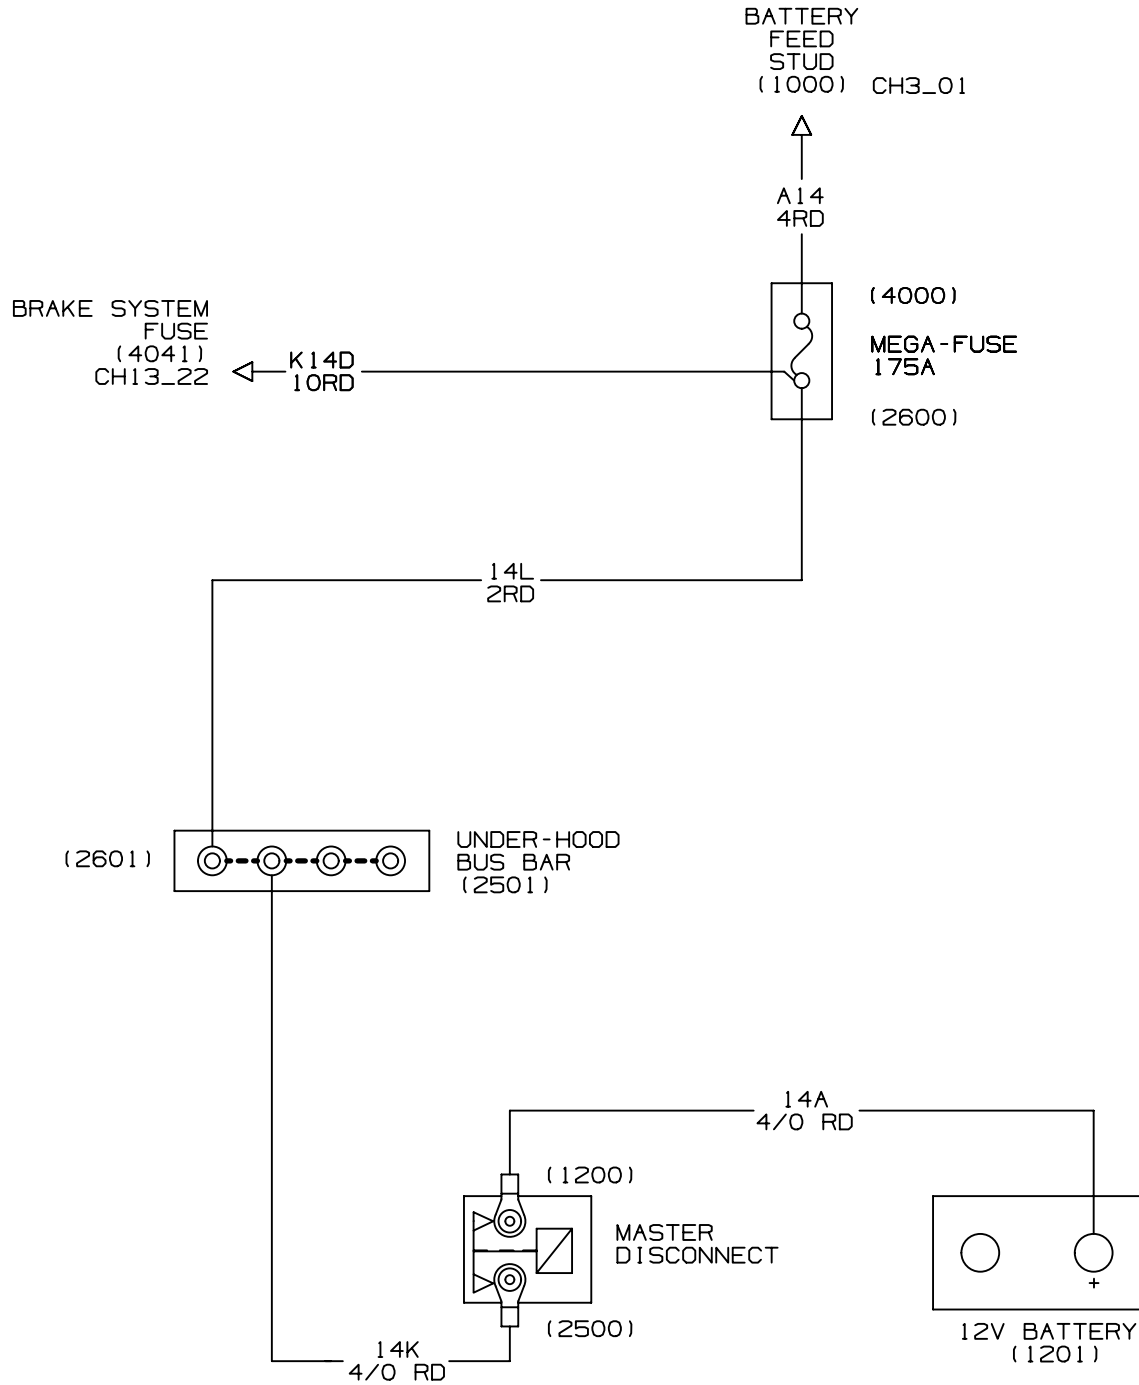 BATTERY
FEED
STUD
(1000) CH3_01
A14
4RD
(4000)
MEGA-FUSE
175A
(2600)
BRAKE SYSTEM
FUSE
(4041)
CH13_22
K14D
10RD
14L
2RD
(2601)
UNDER-HOOD
BUS BAR
(2501)
14A
4/0 RD
(1200)
MASTER
DISCONNECT
(2500)
14K
4/0 RD
+
12V BATTERY
(1201)